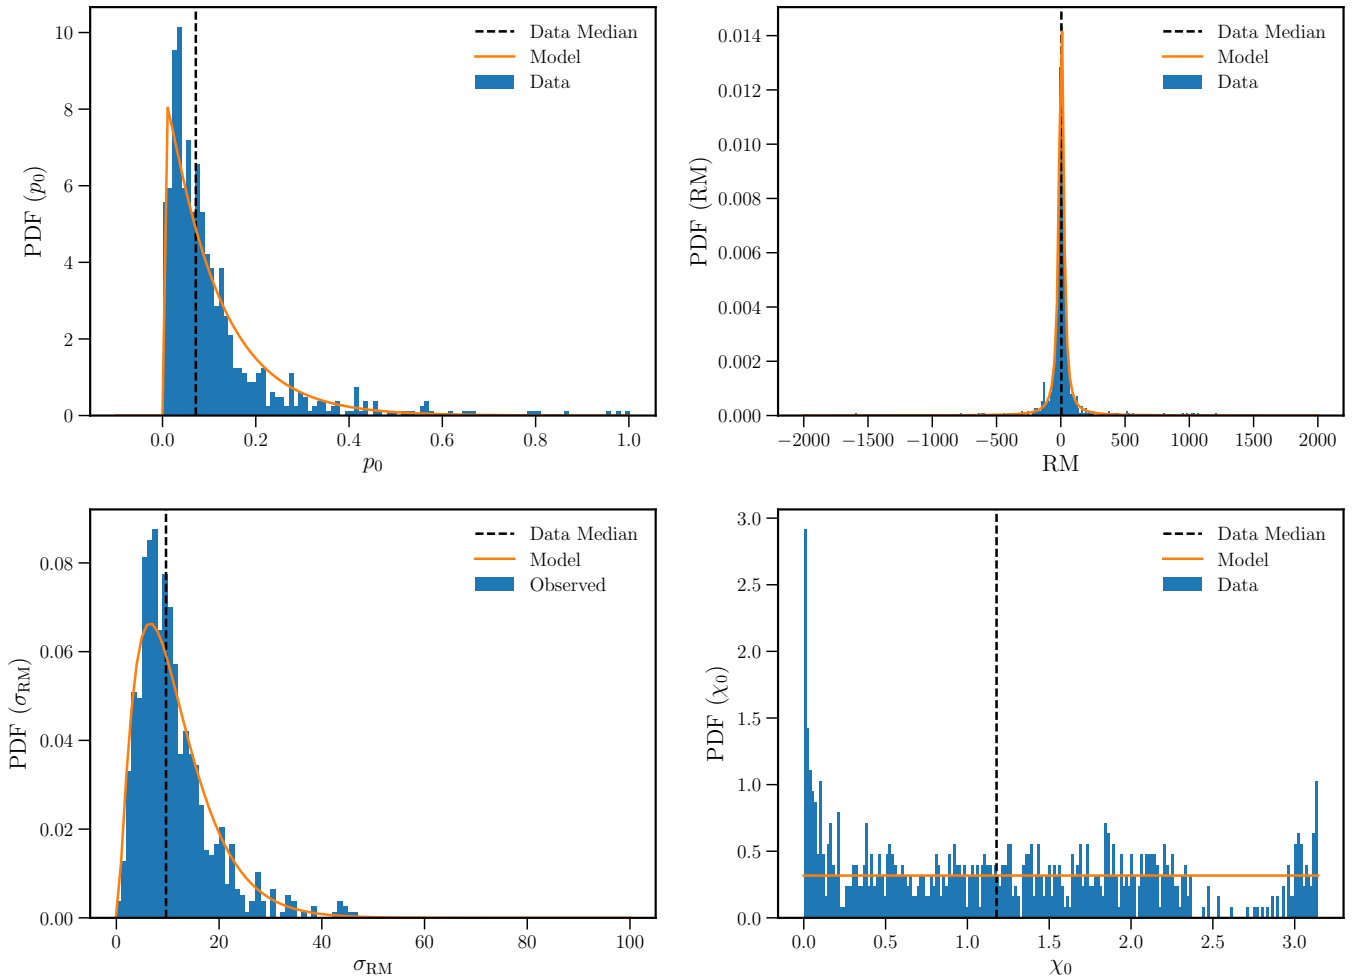 Data Median
Model
Data
PDF (p₀)
10
8
6
4
2
0
0.0 0.2 0.4 0.6 0.8 1.0
p₀
Data Median
Model
Data
PDF (RM)
0.014
0.012
0.010
0.008
0.006
0.004
0.002
0.000
−2000 −1500 −1000 −500 0 500 1000 1500 2000
RM
Data Median
Model
Observed
PDF (σ_RM)
0.08
0.06
0.04
0.02
0.00
0 20 40 60 80 100
σ_RM
Data Median
Model
Data
PDF (χ₀)
3.0
2.5
2.0
1.5
1.0
0.5
0.0
0.0 0.5 1.0 1.5 2.0 2.5 3.0
χ₀